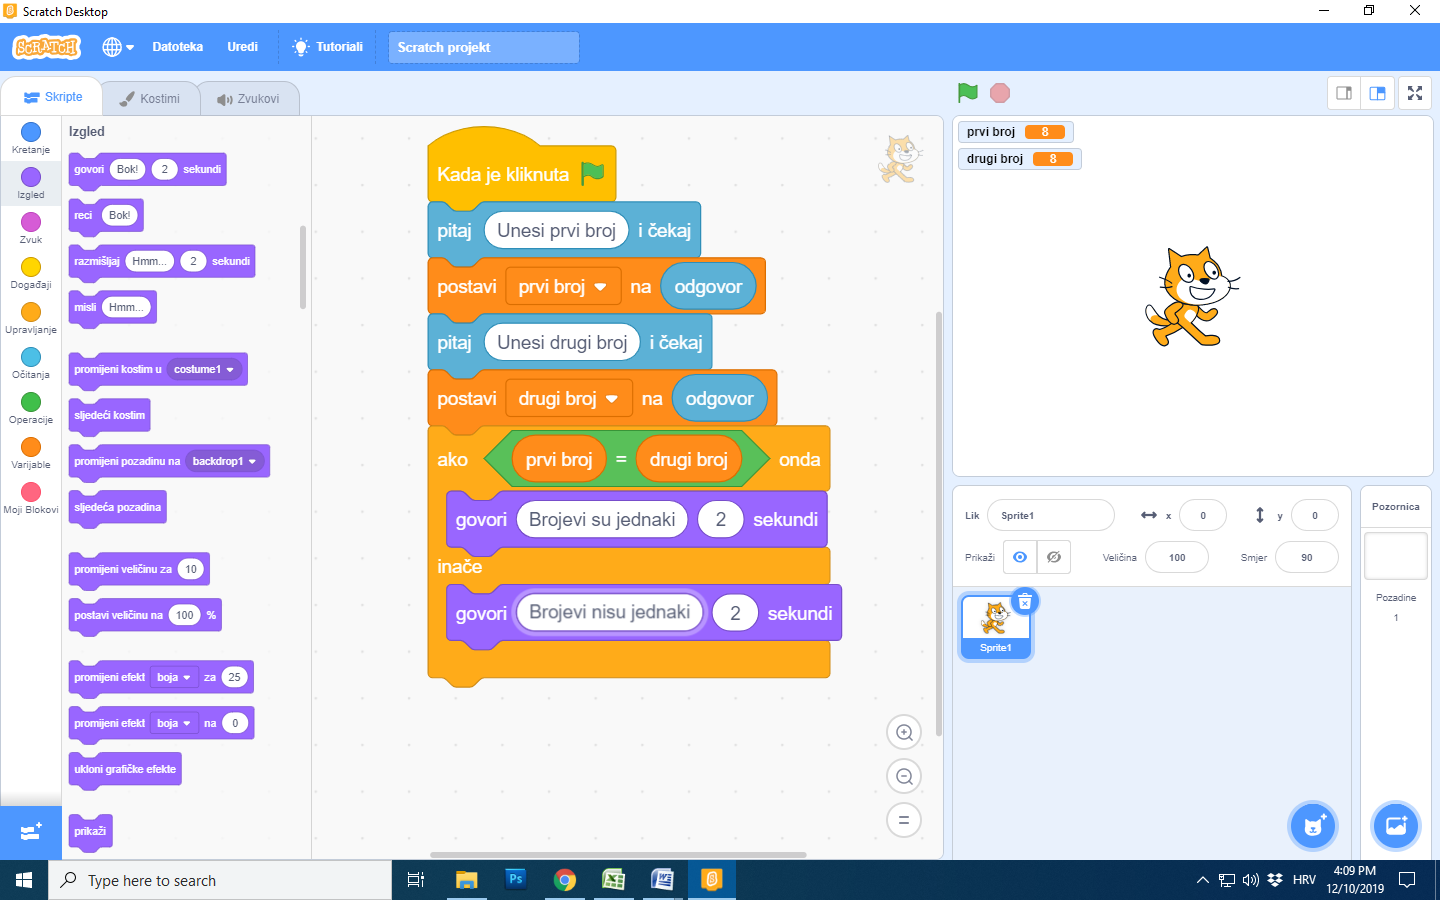 Scratch Desktop
SCRATCH Datoteka Uredi Tutoriali Scratch projekt
Skripte Kostimi Zvukovi
Kretanje
Izgled
Zvuk
Događaji
Upravljanje
Očitanja
Operacije
Varijable
Moji Blokovi
Izgled
govori Bok! 2 sekundi
reci Bok!
razmišljaj Hmm... 2 sekundi
misli Hmm...
promijeni kostim u costume1
sljedeći kostim
promijeni pozadinu na backdrop1
sljedeća pozadina
promijeni veličinu za 10
postavi veličinu na 100 %
promijeni efekt boja za 25
promijeni efekt boja na 0
ukloni grafičke efekte
prikaži
Kada je kliknuta
pitaj Unesi prvi broj i čekaj
postavi prvi broj na odgovor
pitaj Unesi drugi broj i čekaj
postavi drugi broj na odgovor
ako prvi broj = drugi broj onda
govori Brojevi su jednaki 2 sekundi
inače
govori Brojevi nisu jednaki 2 sekundi
prvi broj 8
drugi broj 8
Lik Sprite1 x 0 y 0
Prikaži Veličina 100 Smjer 90
Sprite1
Pozornica
Pozadine
1
Type here to search
Ps
HRV
4:09 PM
12/10/2019